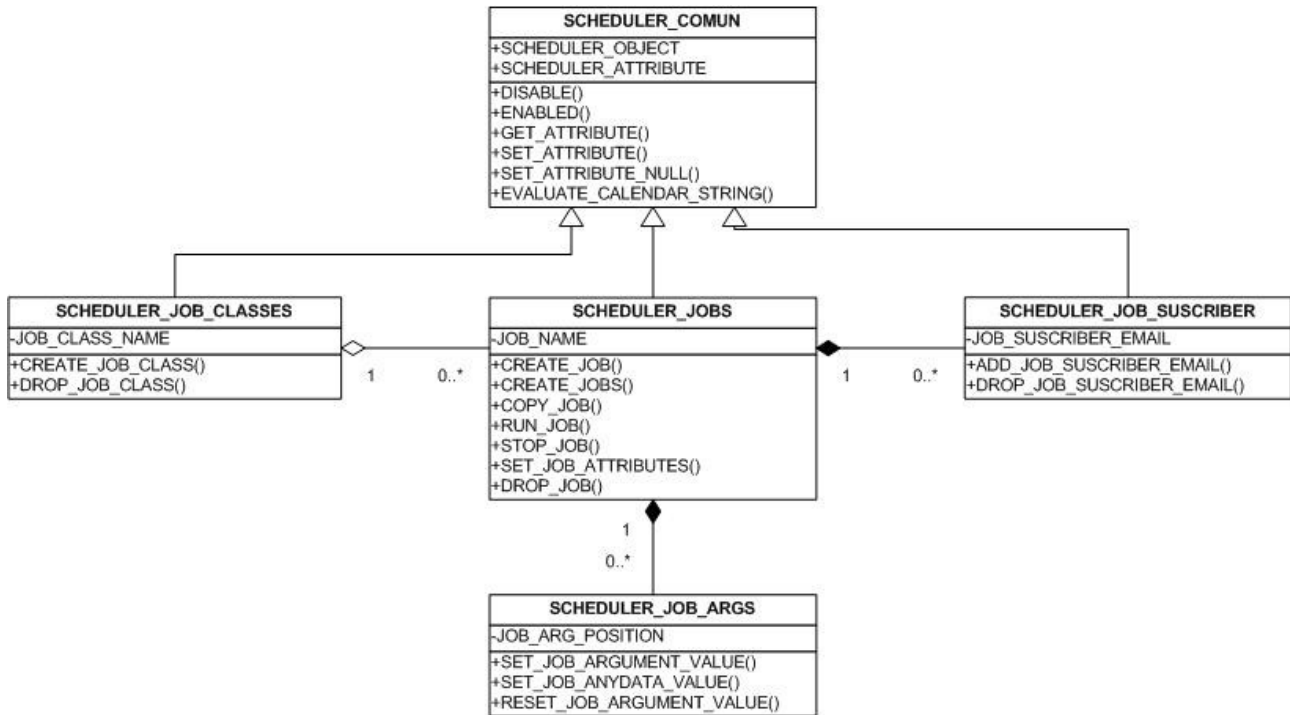 SCHEDULER_COMUN
+SCHEDULER_OBJECT
+SCHEDULER_ATTRIBUTE
+DISABLE()
+ENABLED()
+GET_ATTRIBUTE()
+SET_ATTRIBUTE()
+SET_ATTRIBUTE_NULL()
+EVALUATE_CALENDAR_STRING()
SCHEDULER_JOB_CLASSES
-JOB_CLASS_NAME
+CREATE_JOB_CLASS()
+DROP_JOB_CLASS()
1
0..*
SCHEDULER_JOBS
-JOB_NAME
+CREATE_JOB()
+CREATE_JOBS()
+COPY_JOB()
+RUN_JOB()
+STOP_JOB()
+SET_JOB_ATTRIBUTES()
+DROP_JOB()
1
0..*
SCHEDULER_JOB_SUSCRIBER
-JOB_SUSCRIBER_EMAIL
+ADD_JOB_SUSCRIBER_EMAIL()
+DROP_JOB_SUSCRIBER_EMAIL()
1
0..*
SCHEDULER_JOB_ARGS
-JOB_ARG_POSITION
+SET_JOB_ARGUMENT_VALUE()
+SET_JOB_ANYDATA_VALUE()
+RESET_JOB_ARGUMENT_VALUE()